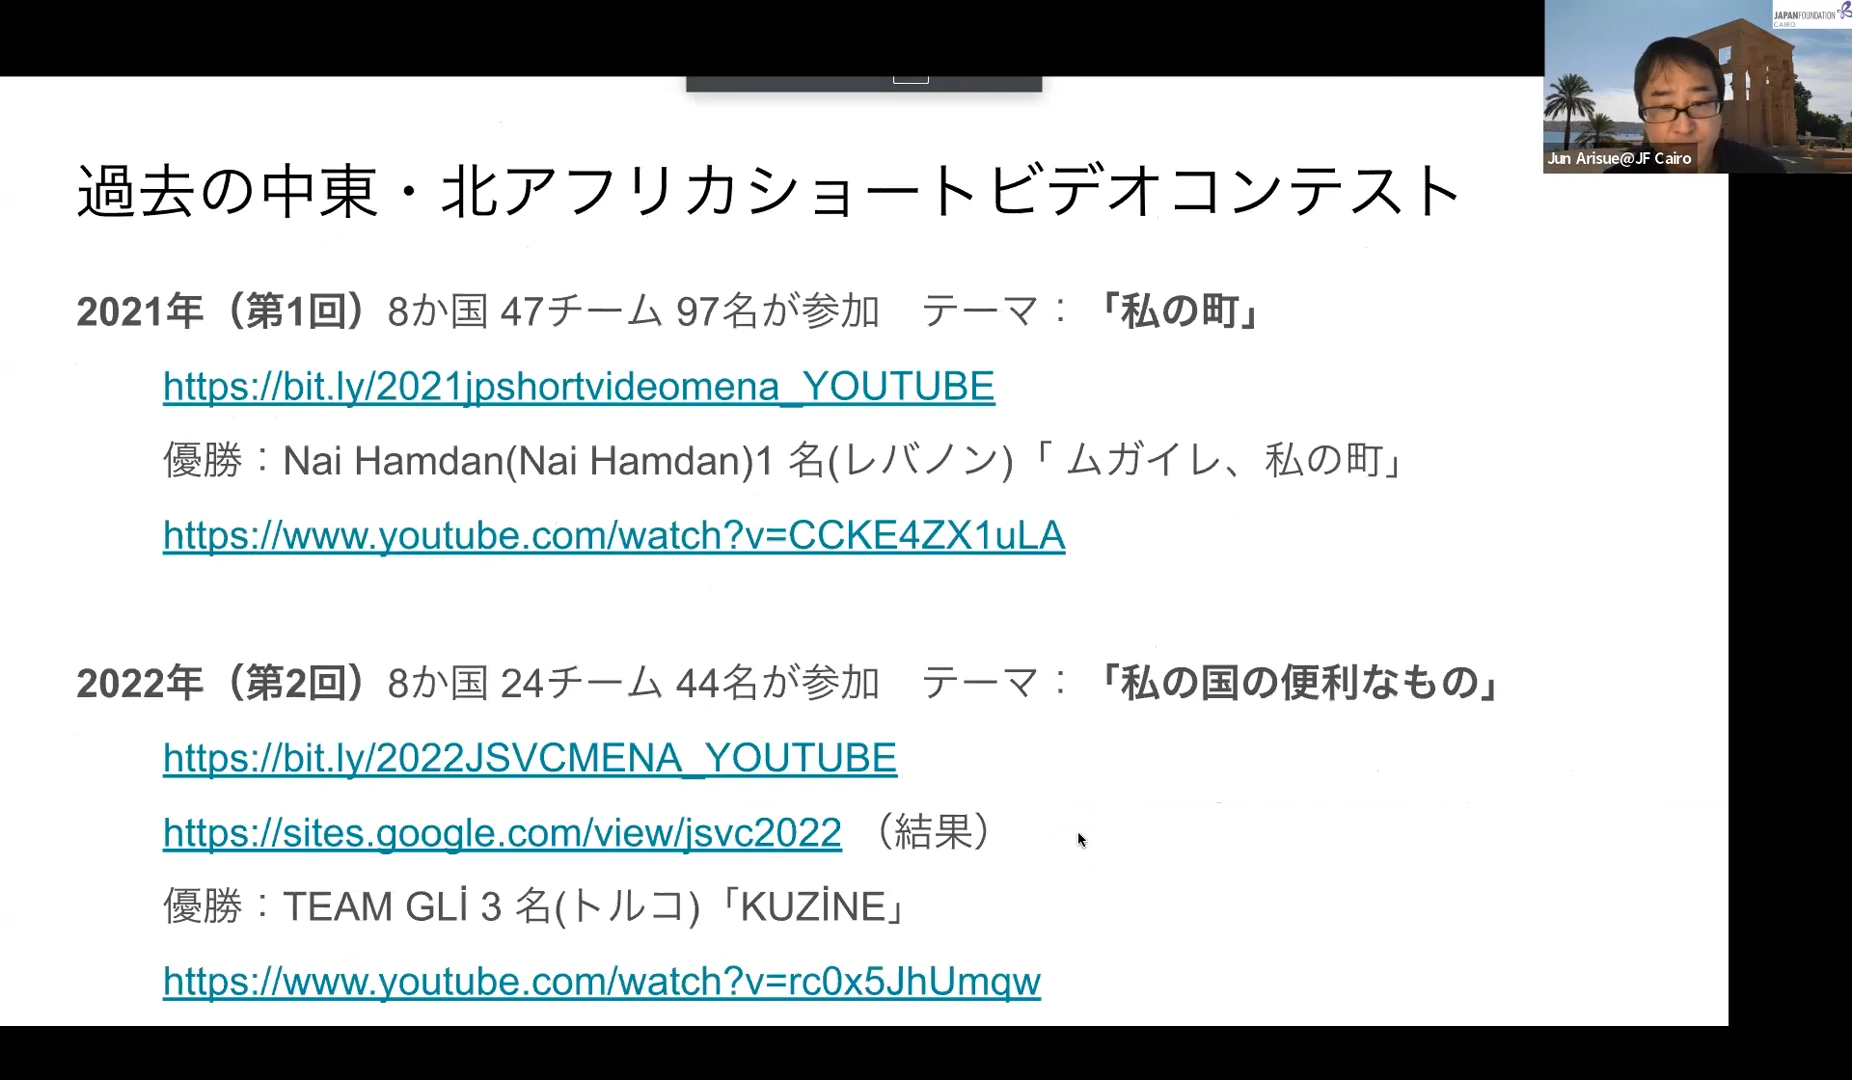 JAPANFOUNDATION
CAIRO
Jun Arisue@JF Cairo
過去の中東・北アフリカショートビデオコンテスト
2021年（第1回）8か国 47チーム 97名が参加　テーマ：「私の町」
https://bit.ly/2021jpshortvideomena_YOUTUBE
優勝：Nai Hamdan(Nai Hamdan)1 名(レバノン)「 ムガイレ、私の町」
https://www.youtube.com/watch?v=CCKE4ZX1uLA
2022年（第2回）8か国 24チーム 44名が参加　テーマ：「私の国の便利なもの」
https://bit.ly/2022JSVCMENA_YOUTUBE
https://sites.google.com/view/jsvc2022 （結果）
優勝：TEAM GLİ 3 名(トルコ)「KUZİNE」
https://www.youtube.com/watch?v=rc0x5JhUmqw